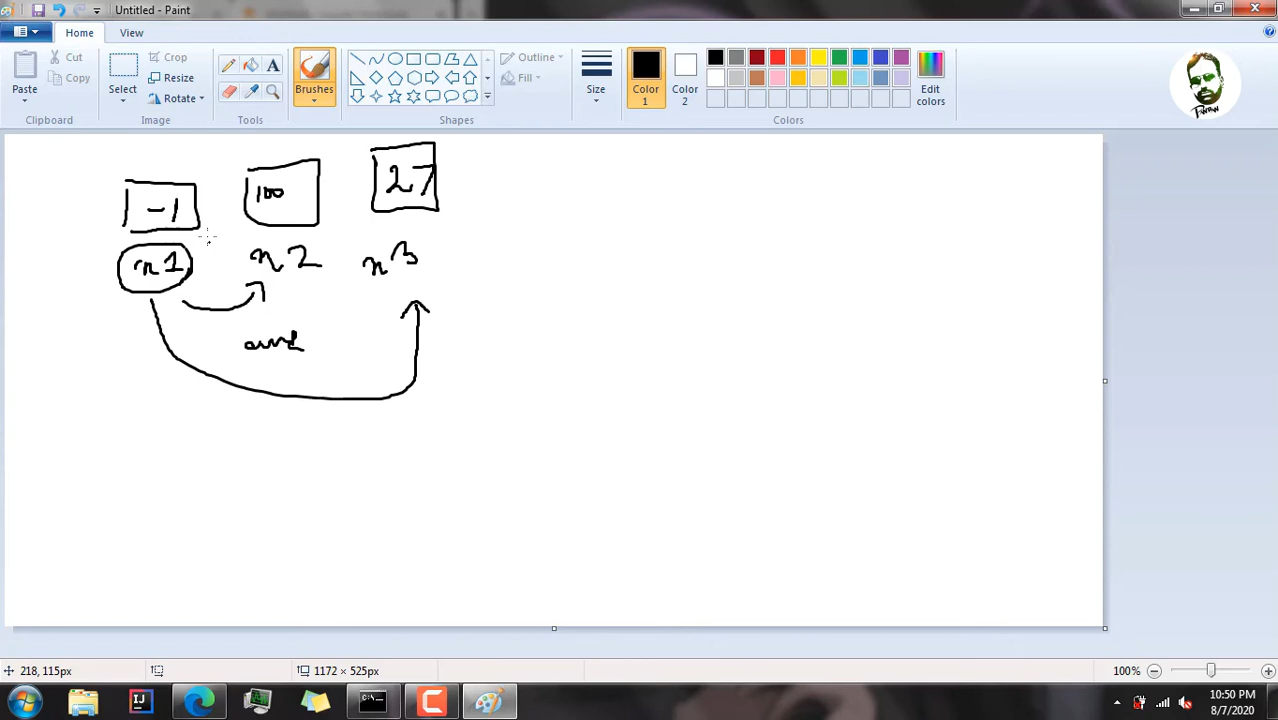 Untitled - Paint
Home View
Paste
Cut
Copy
Clipboard
Select
Crop
Resize
Rotate
Image
A
Tools
Brushes
Shapes
Outline
Fill
Size
Color 1
Color 2
Edit colors
Colors
-1 100 27
n1 n2 n3
and
218, 115px
1172 × 525px
100%
10:50 PM
8/7/2020